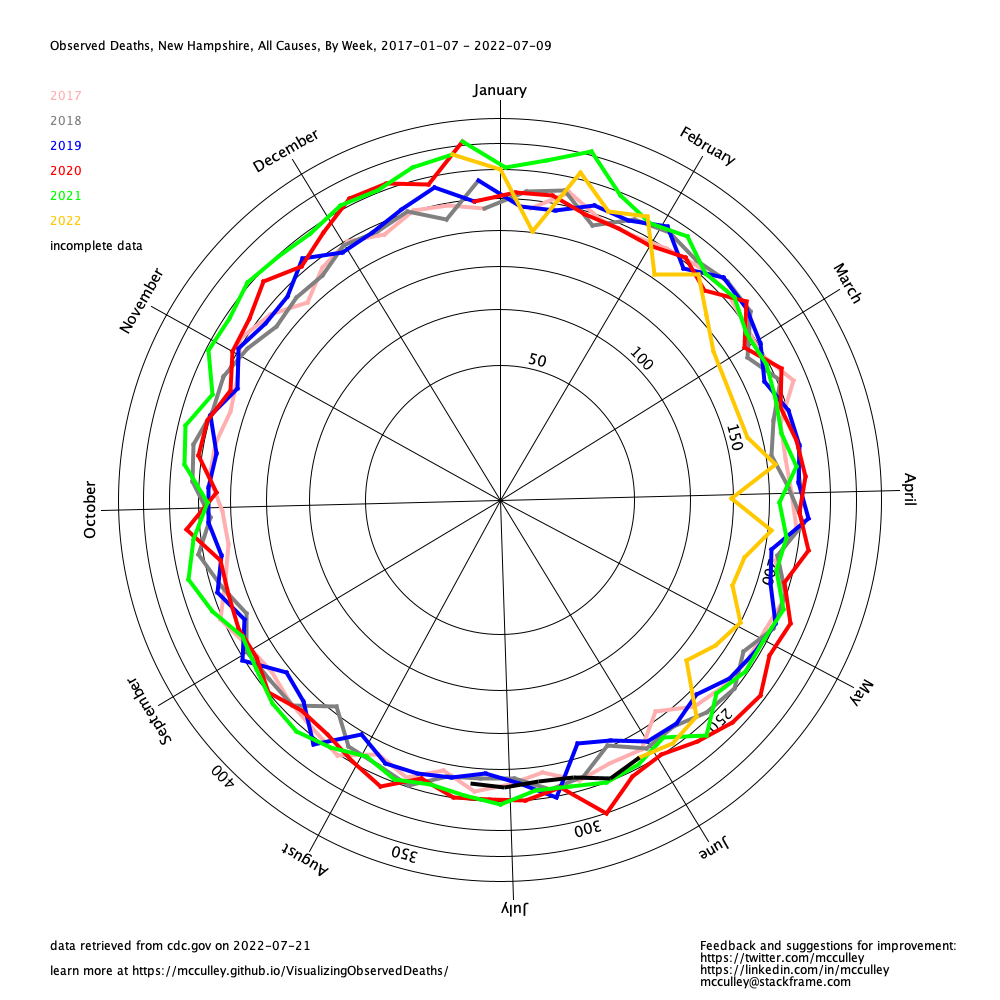 Observed Deaths, New Hampshire, All Causes, By Week, 2017-01-07 - 2022-07-09
2017
2018
2019
2020
2021
2022
incomplete data
January
February
March
April
May
June
July
August
September
October
November
December
50
100
150
200
250
300
350
400
data retrieved from cdc.gov on 2022-07-21
learn more at https://mcculley.github.io/VisualizingObservedDeaths/
Feedback and suggestions for improvement:
https://twitter.com/mcculley
https://linkedin.com/in/mcculley
mcculley@stackframe.com